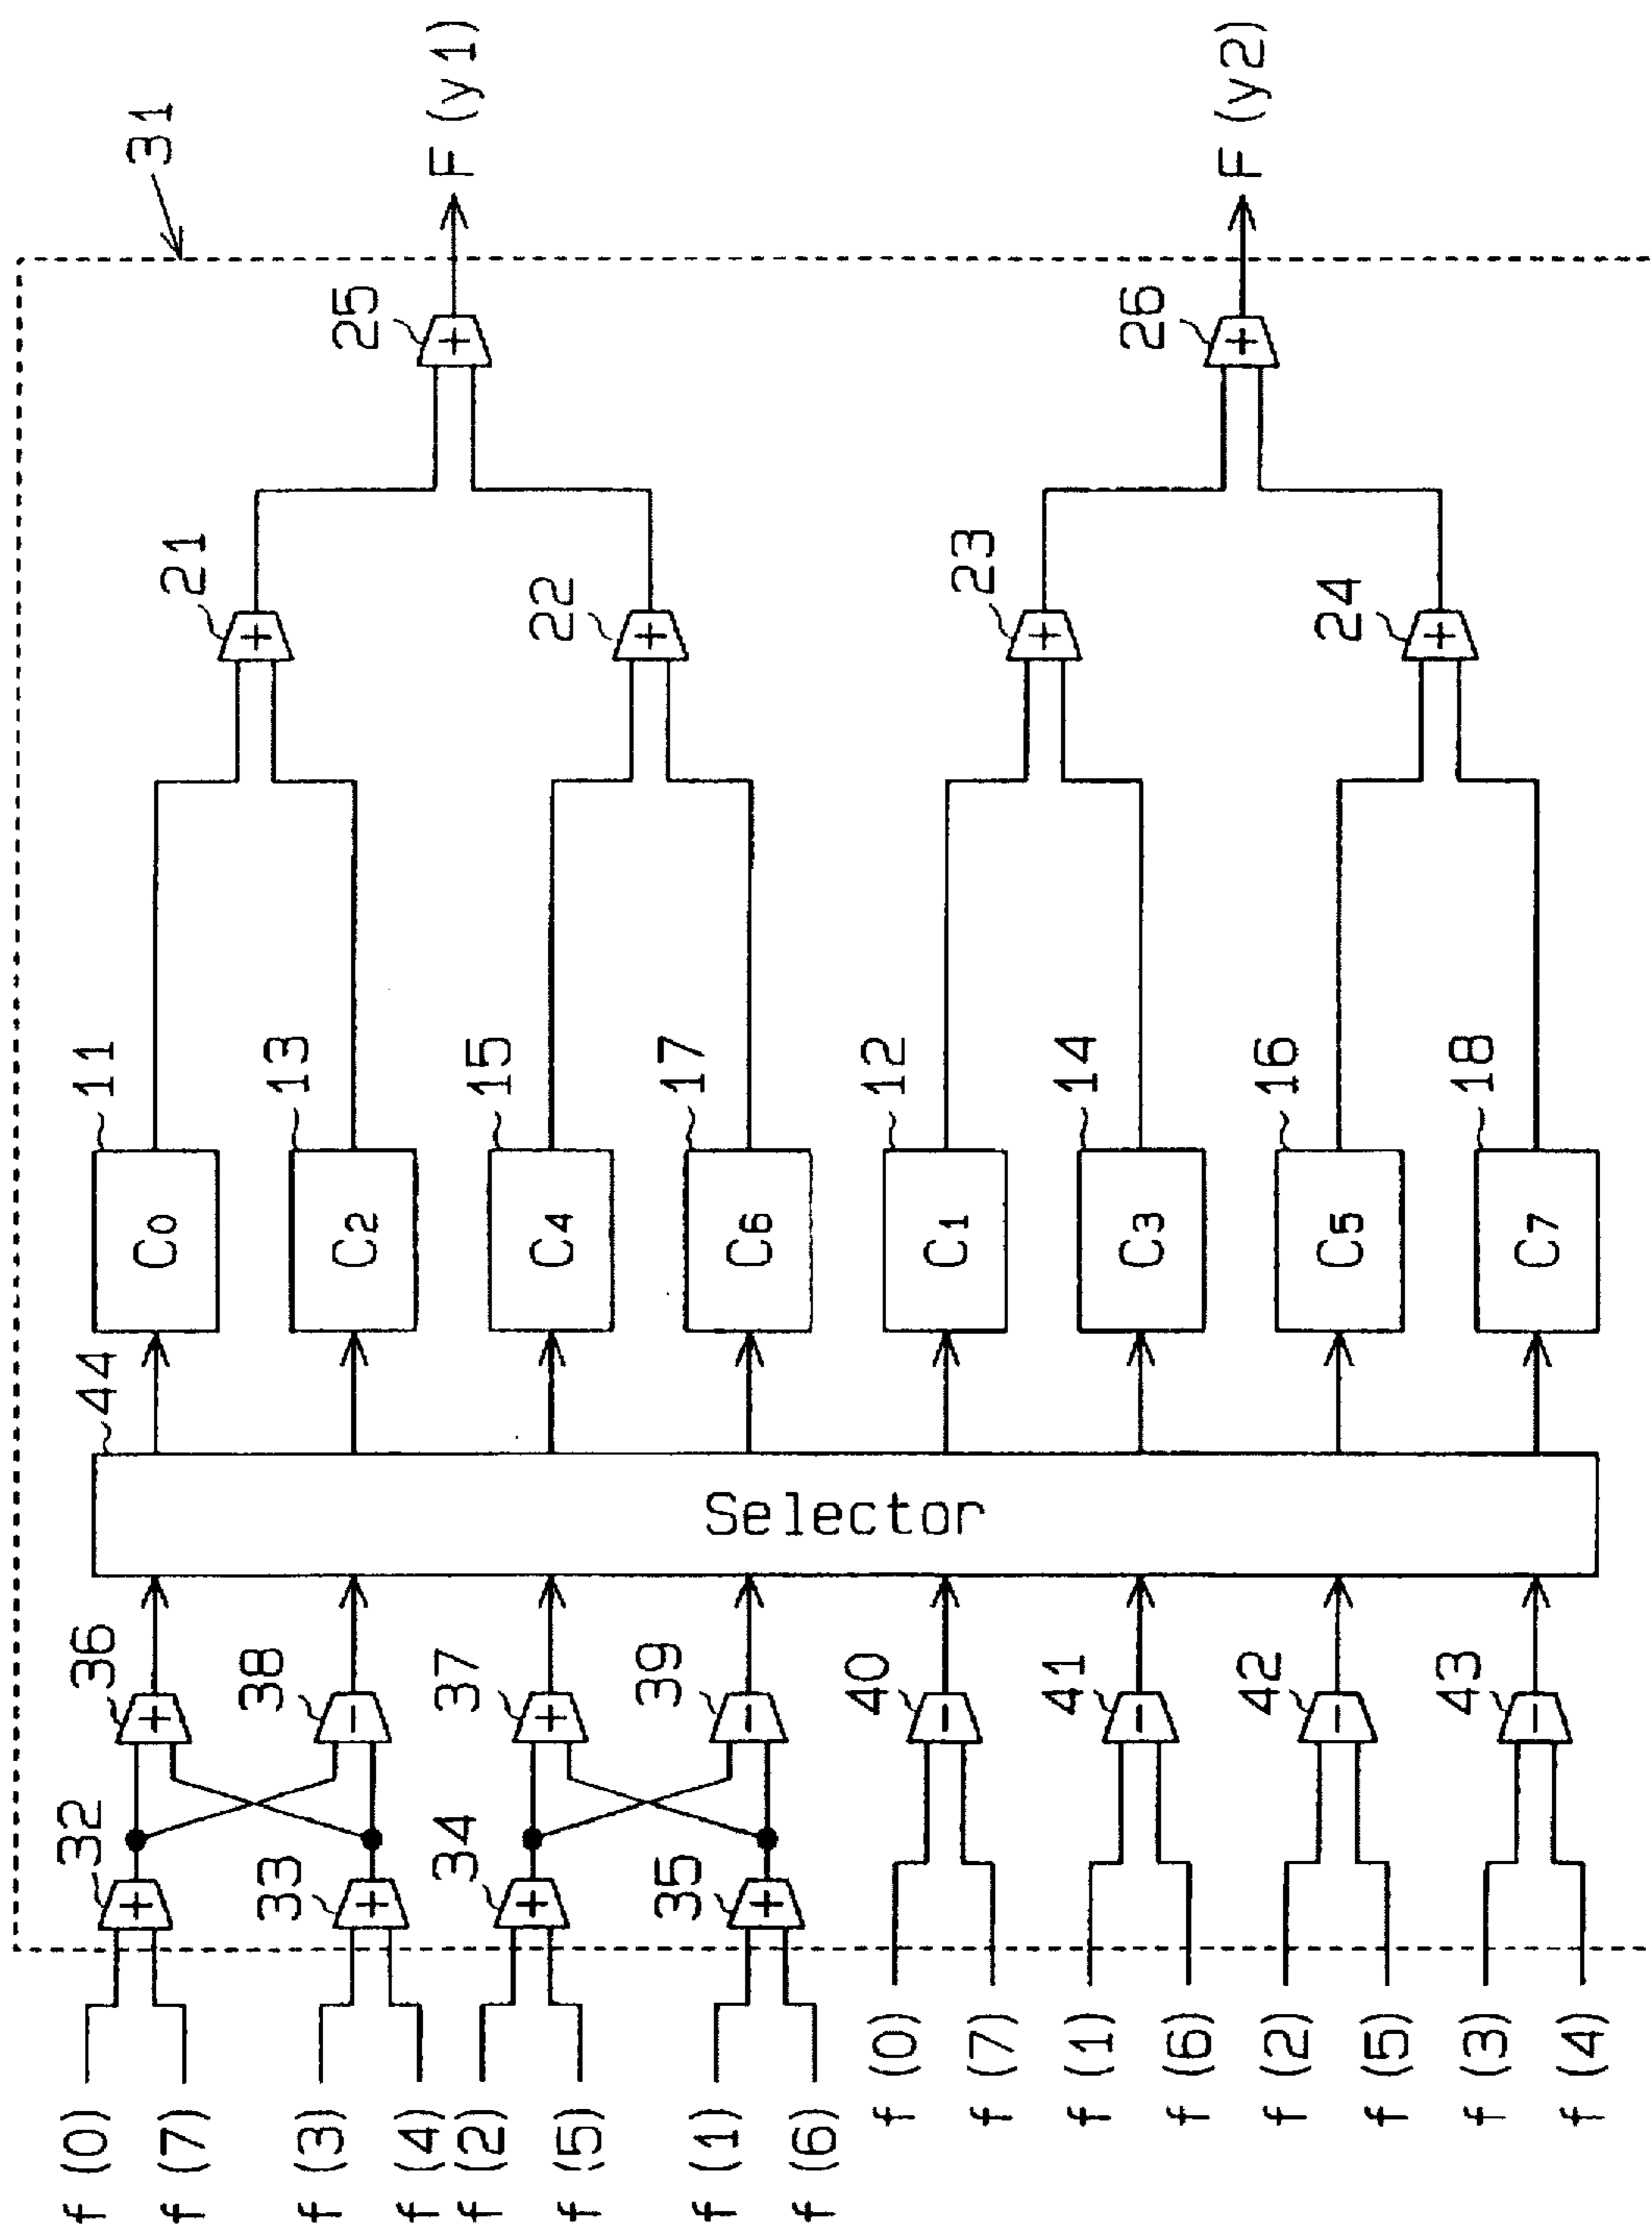 31
f (0)
f (7)
f (3)
f (4)
f (2)
f (5)
f (1)
f (6)
f (0)
f (7)
f (1)
f (6)
f (2)
f (5)
f (3)
f (4)
32
33
34
35
36
38
37
39
40
41
42
43
44
Selector
11
C0
13
C2
15
C4
17
C6
12
C1
14
C3
16
C5
18
C7
21
22
23
24
25
26
+
+
+
+
+
−
+
−
−
−
−
−
+
+
+
+
+
+
F (y1)
F (y2)